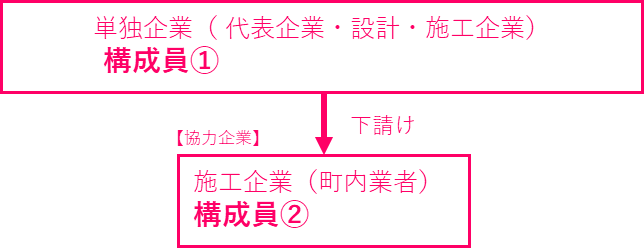 単独企業（代表企業・設計・施工企業）
構成員①
下請け
【協力企業】
施工企業（町内業者）
構成員②